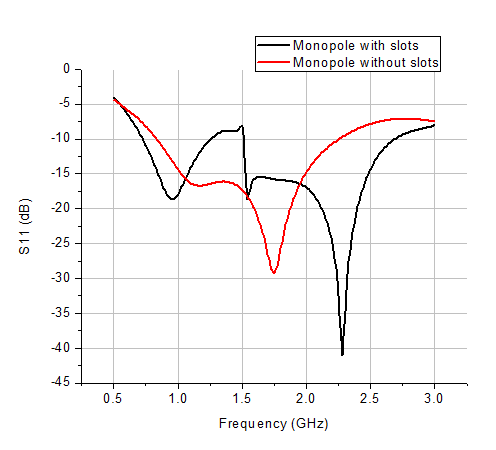 Monopole with slots
Monopole without slots
0
-5
-10
-15
-20
-25
-30
-35
-40
-45
S11 (dB)
0.5 1.0 1.5 2.0 2.5 3.0
Frequency (GHz)